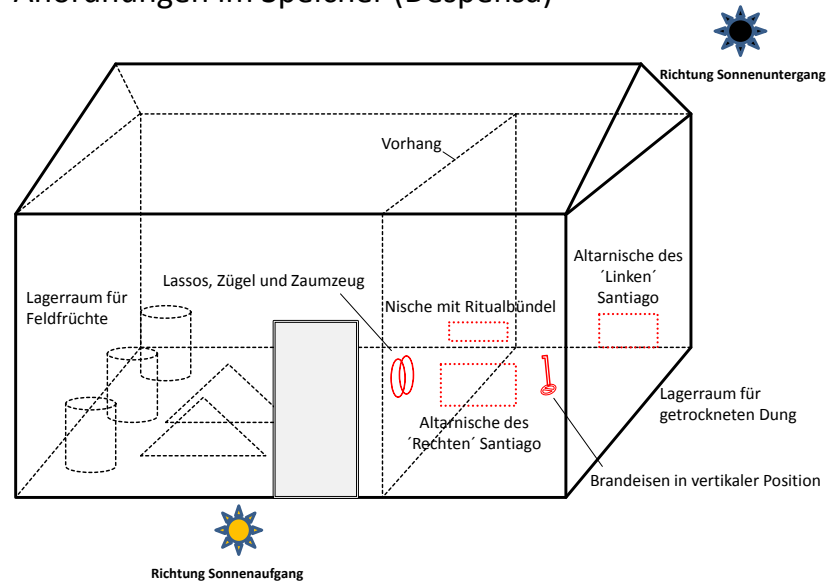 Anordnungen im Speicher (Despensa)
Richtung Sonnenuntergang
Vorhang
Altarnische des
´Linken´
Santiago
Lassos, Zügel und Zaumzeug
Lagerraum für
Feldfrüchte
Nische mit Ritualbündel
Lagerraum für
getrockneten Dung
Altarnische des
´Rechten´ Santiago
Brandeisen in vertikaler Position
Richtung Sonnenaufgang